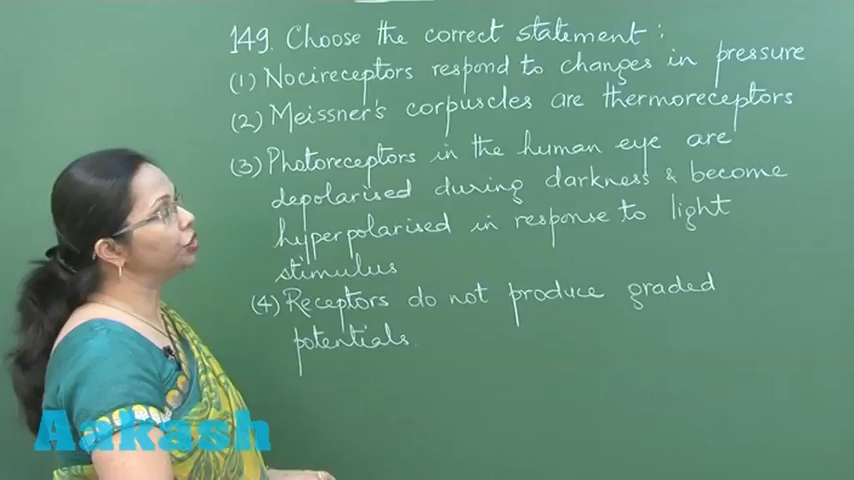 149. Choose the correct statement :
(1) Nocireceptors respond to changes in pressure
(2) Meissner's corpuscles are thermoreceptors
(3) Photoreceptors in the human eye are
depolarised during darkness & become
hyperpolarised in response to light
stimulus
(4) Receptors do not produce graded
potentials.
Aakash